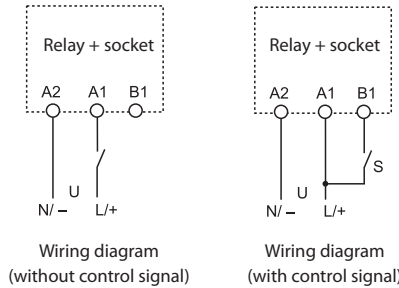 Relay + socket
A2 A1 B1
U
N/ – L/+
Wiring diagram
(without control signal)
Relay + socket
A2 A1 B1
S
U
N/ – L/+
Wiring diagram
(with control signal)